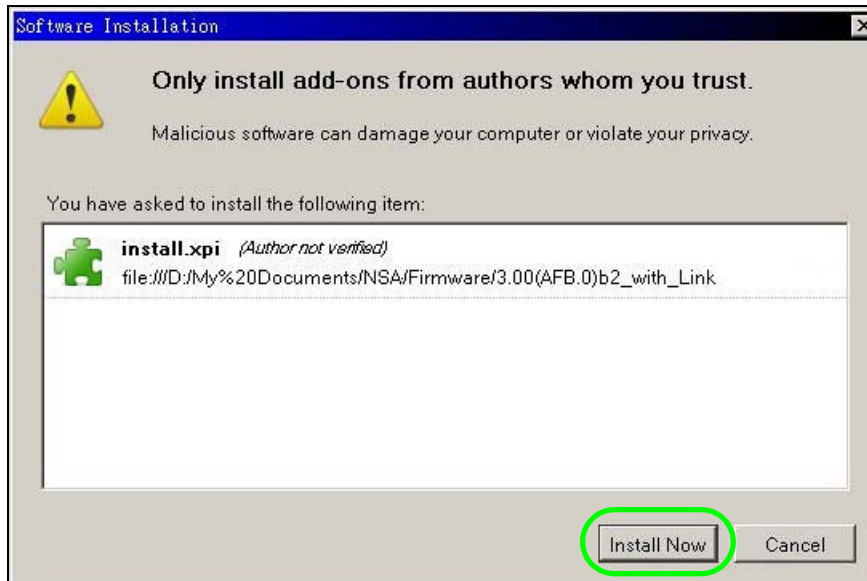 Software Installation
Only install add-ons from authors whom you trust.
Malicious software can damage your computer or violate your privacy.
You have asked to install the following item:
install.xpi (Author not verified)
file:///D:/My%20Documents/NSA/Firmware/3.00(AFB.0)b2_with_Link
Install Now Cancel